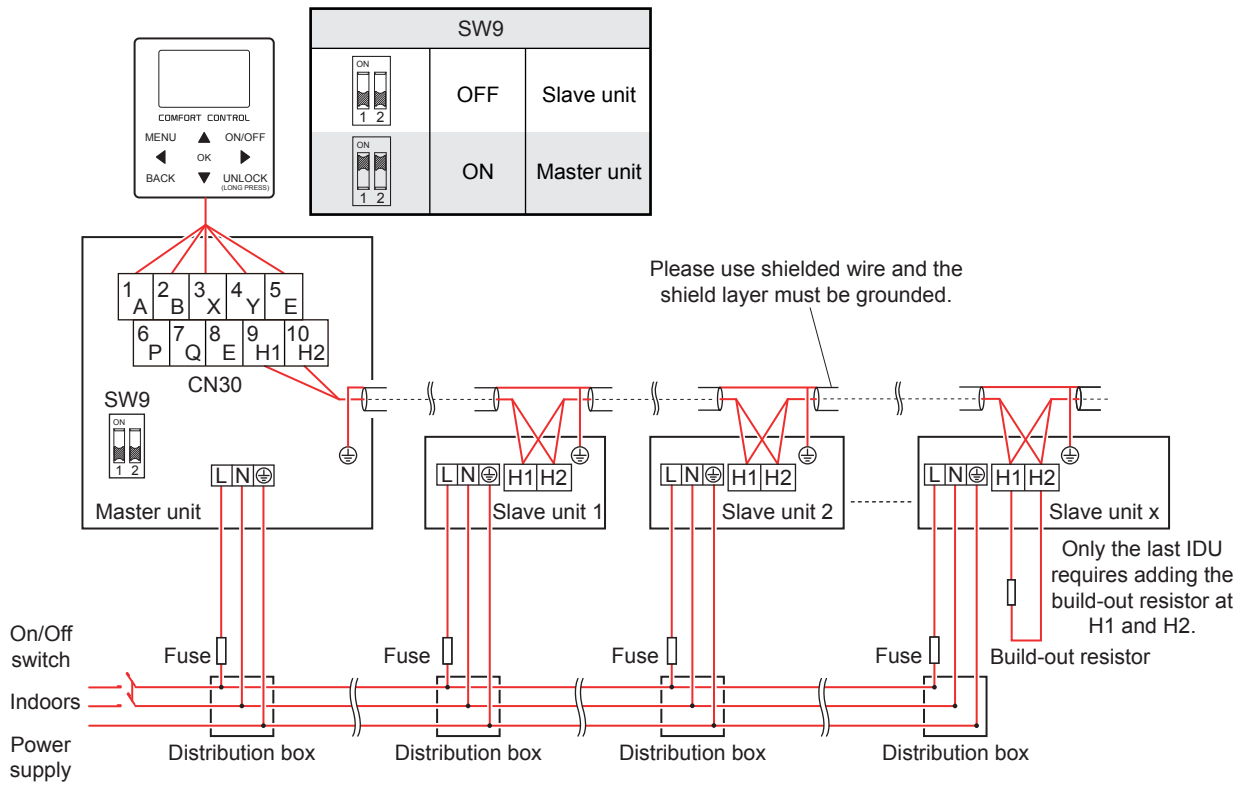 SW9
ON
1 2
OFF
Slave unit
ON
1 2
ON
Master unit
COMFORT CONTROL
MENU
ON/OFF
OK
BACK
UNLOCK
(LONG PRESS)
1 A 2 B 3 X 4 Y 5 E
6 P 7 Q 8 E 9 H1 10 H2
CN30
SW9
ON
1 2
Please use shielded wire and the
shield layer must be grounded.
L N
Master unit
L N
H1 H2
Slave unit 1
L N
H1 H2
Slave unit 2
L N
H1 H2
Slave unit x
Only the last IDU
requires adding the
build-out resistor at
H1 and H2.
Build-out resistor
On/Off
switch
Fuse
Fuse
Fuse
Fuse
Indoors
Power
supply
Distribution box
Distribution box
Distribution box
Distribution box